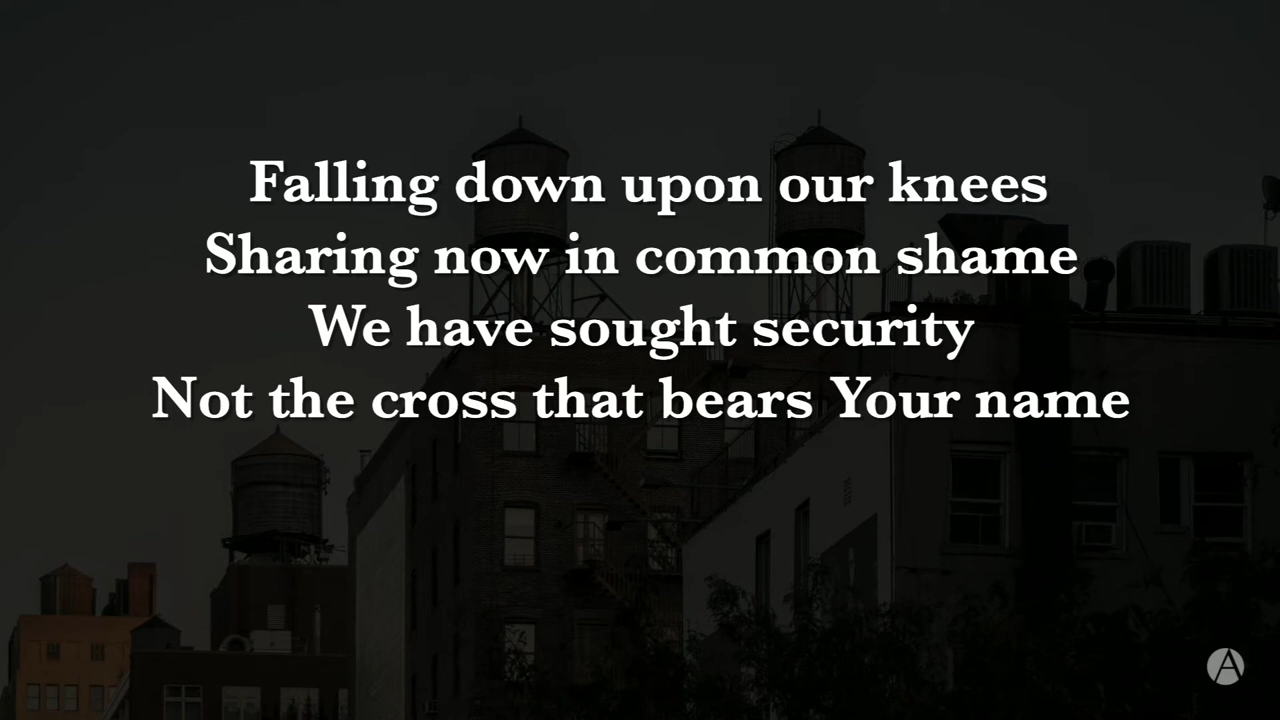 Falling down upon our knees
Sharing now in common shame
We have sought security
Not the cross that bears Your name
A